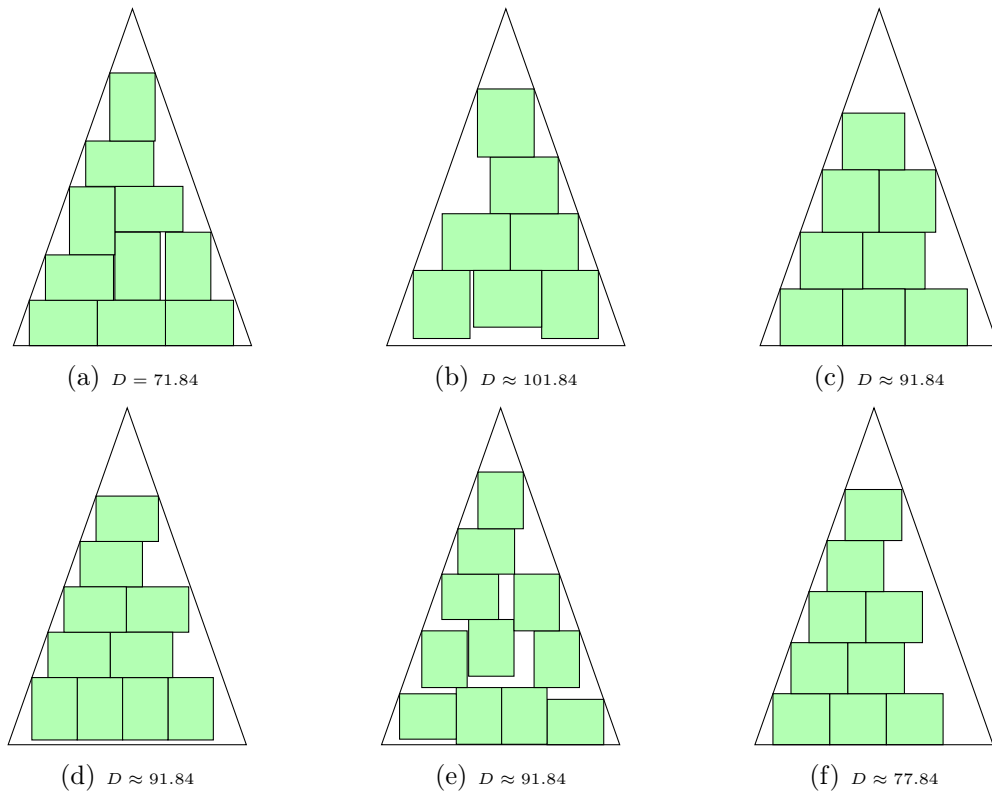 (a) D = 71.84
(b) D ≈ 101.84
(c) D ≈ 91.84
(d) D ≈ 91.84
(e) D ≈ 91.84
(f) D ≈ 77.84